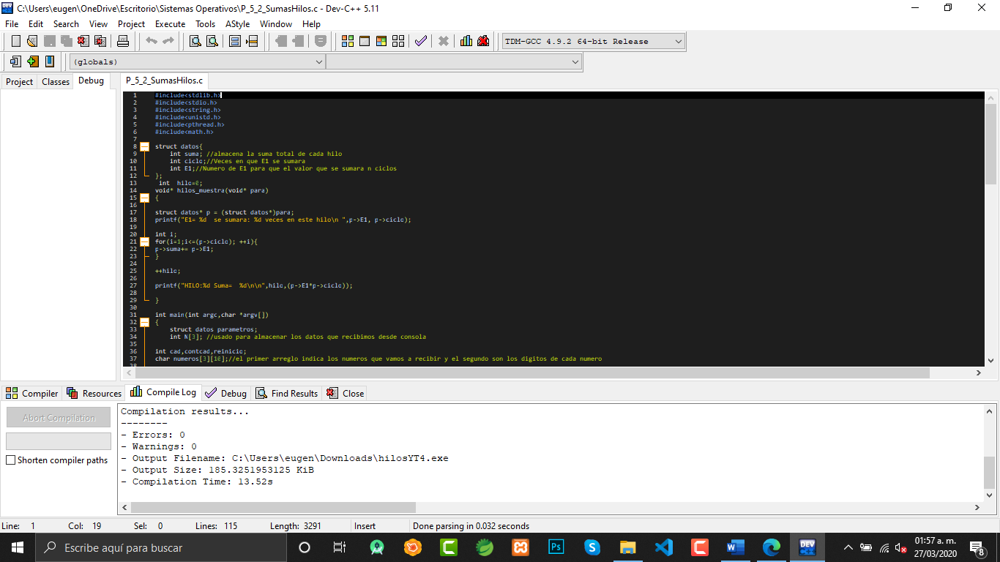 C:\Users\eugen\OneDrive\Escritorio\Sistemas Operativos\P_5_2_SumasHilos.c - Dev-C++ 5.11
File Edit Search View Project Execute Tools AStyle Window Help
TDM-GCC 4.9.2 64-bit Release
(globals)
Project Classes Debug
P_5_2_SumasHilos.c
1 #include<stdlib.h>
2 #include<stdio.h>
3 #include<string.h>
4 #include<unistd.h>
5 #include<pthread.h>
6 #include<math.h>
7
8 struct datos{
9 int suma; //almacena la suma total de cada hilo
10 int ciclo;//Veces en que E1 se sumara
11 int E1;//Numero de E1 para que el valor que se sumara n ciclos
12 };
13 int hilo=0;
14 void* hilos_muestra(void* para)
15 {
16
17 struct datos* p = (struct datos*)para;
18 printf("E1= %d se sumara: %d veces en este hilo\n ",p->E1, p->ciclo);
19
20 int i;
21 for(i=1;i<=(p->ciclo); ++i){
22 p->suma+= p->E1;
23 }
24
25 ++hilo;
26
27 printf("HILO:%d Suma= %d\n\n",hilo,(p->E1*p->ciclo));
28
29 }
30
31 int main(int argc,char *argv[])
32 {
33 struct datos parametros;
34 int N[3]; //usado para almacenar los datos que recibimos desde consola
35
36 int cad,contcad,reinicio;
37 char numeros[3][10];//el primer arreglo indica los numeros que vamos a recibir y el segundo son los digitos de cada numero
38
Compiler Resources Compile Log Debug Find Results Close
Abort Compilation
Shorten compiler paths
Compilation results...
--------
- Errors: 0
- Warnings: 0
- Output Filename: C:\Users\eugen\Downloads\hilosYT4.exe
- Output Size: 185.3251953125 KiB
- Compilation Time: 13.52s
Line: 1 Col: 19 Sel: 0 Lines: 115 Length: 3291 Insert Done parsing in 0.032 seconds
Escribe aquí para buscar
Ps
DEV
01:57 a. m.
27/03/2020
8